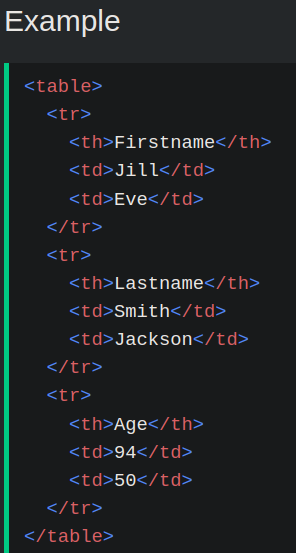 Example
<table>
  <tr>
    <th>Firstname</th>
    <td>Jill</td>
    <td>Eve</td>
  </tr>
  <tr>
    <th>Lastname</th>
    <td>Smith</td>
    <td>Jackson</td>
  </tr>
  <tr>
    <th>Age</th>
    <td>94</td>
    <td>50</td>
  </tr>
</table>